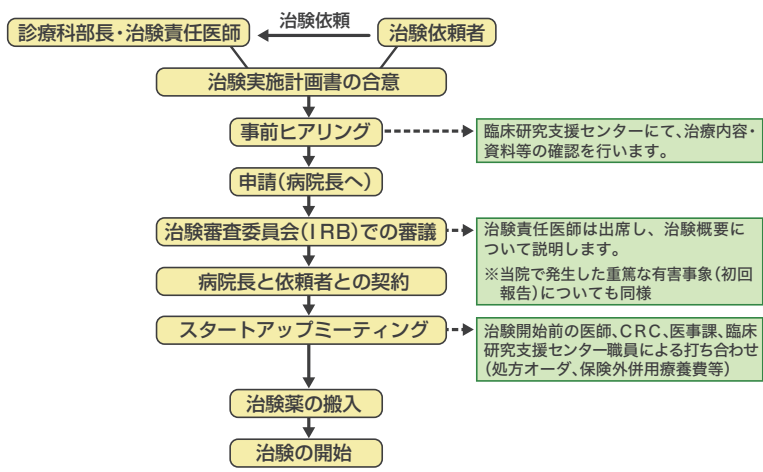 治験依頼
診療科部長・治験責任医師
治験依頼者
治験実施計画書の合意
事前ヒアリング
臨床研究支援センターにて、治療内容・
資料等の確認を行います。
申請(病院長へ)
治験審査委員会(IRB)での審議
治験責任医師は出席し、治験概要に
ついて説明します。
※当院で発生した重篤な有害事象(初回
報告)についても同様
病院長と依頼者との契約
スタートアップミーティング
治験開始前の医師、CRC、医事課、臨床
研究支援センター職員による打ち合わせ
(処方オーダ、保険外併用療養費等)
治験薬の搬入
治験の開始